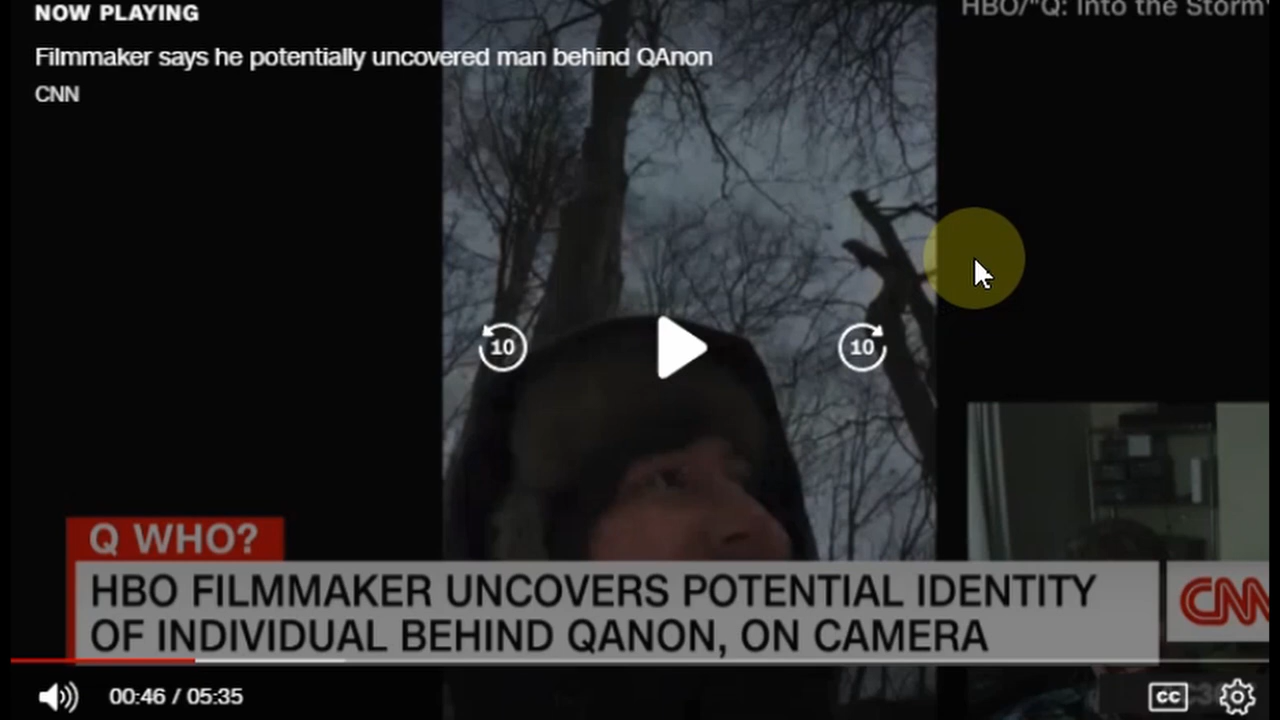 NOW PLAYING
HBO/"Q: Into the Storm"
Filmmaker says he potentially uncovered man behind QAnon
CNN
10
10
Q WHO?
HBO FILMMAKER UNCOVERS POTENTIAL IDENTITY
OF INDIVIDUAL BEHIND QANON, ON CAMERA
CNN
00:46 / 05:35
CC